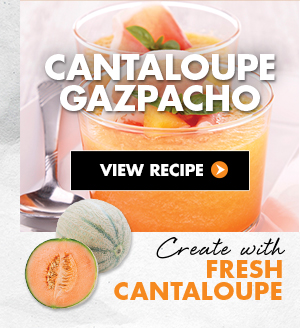 CANTALOUPE
GAZPACHO
VIEW RECIPE
Create with
FRESH
CANTALOUPE